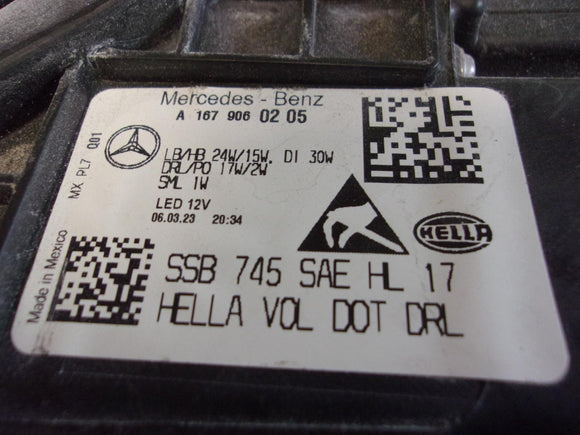 Mercedes - Benz
A 167 906 02 05
LB/HB 24W/15W. DI 30W
DRL/PO 17W/2W
SML 1W
LED 12V
06.03.23 20:34
MX PL7 001
Made in Mexico
HELLA
SSB 745 SAE HL 17
HELLA VOL DOT DRL